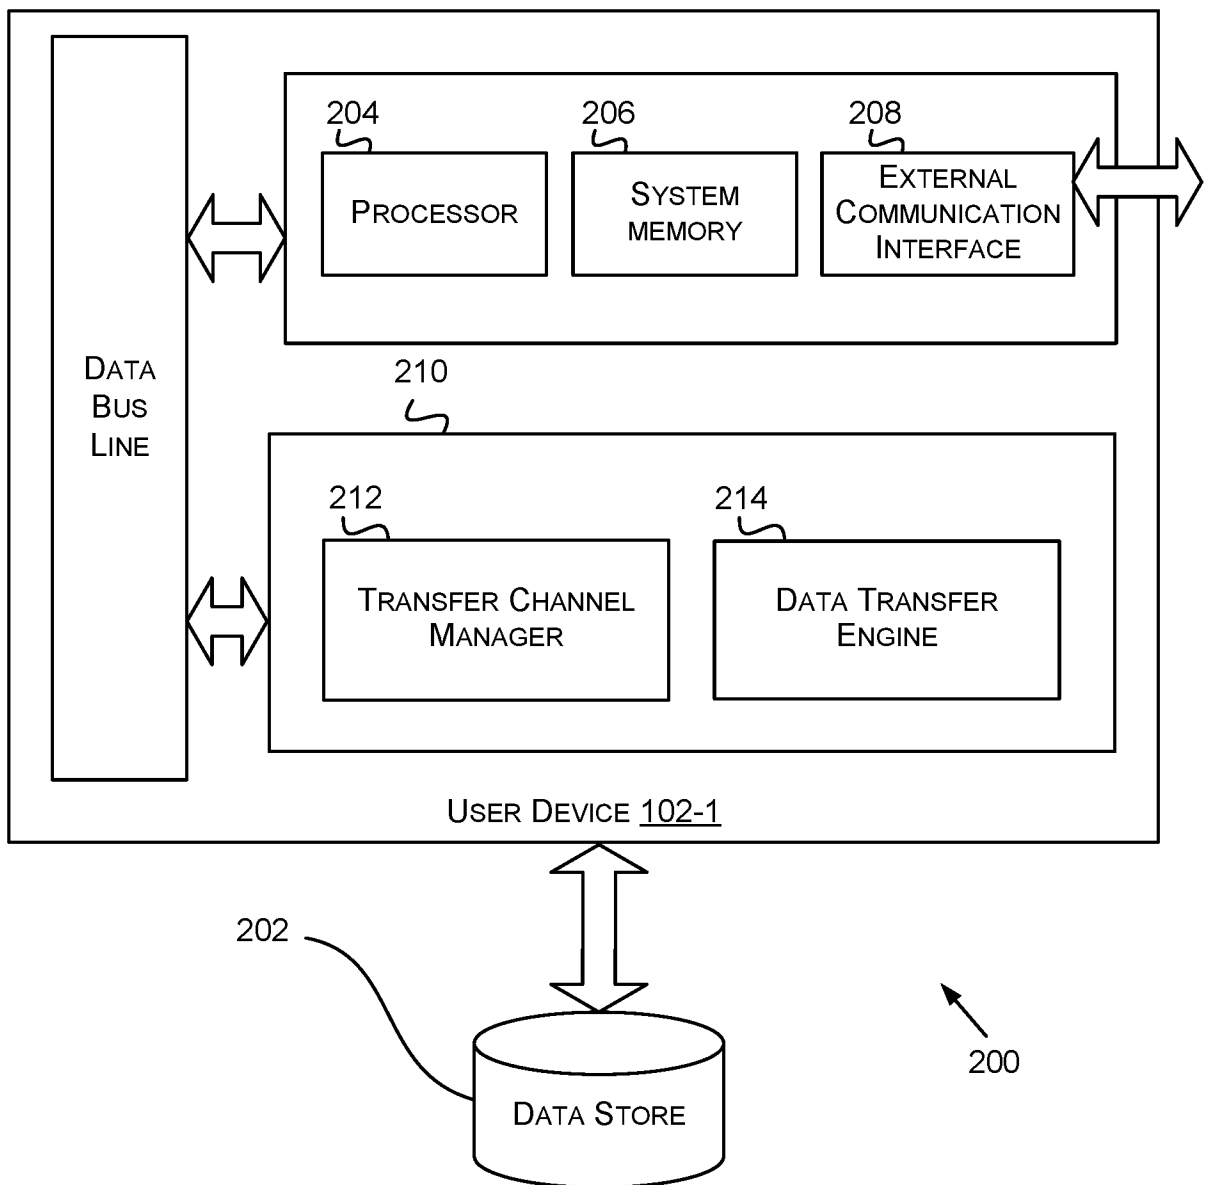 204
206
208
PROCESSOR
SYSTEM
MEMORY
EXTERNAL
COMMUNICATION
INTERFACE
DATA
BUS
LINE
210
212
214
TRANSFER CHANNEL
MANAGER
DATA TRANSFER
ENGINE
USER DEVICE 102-1
202
200
DATA STORE